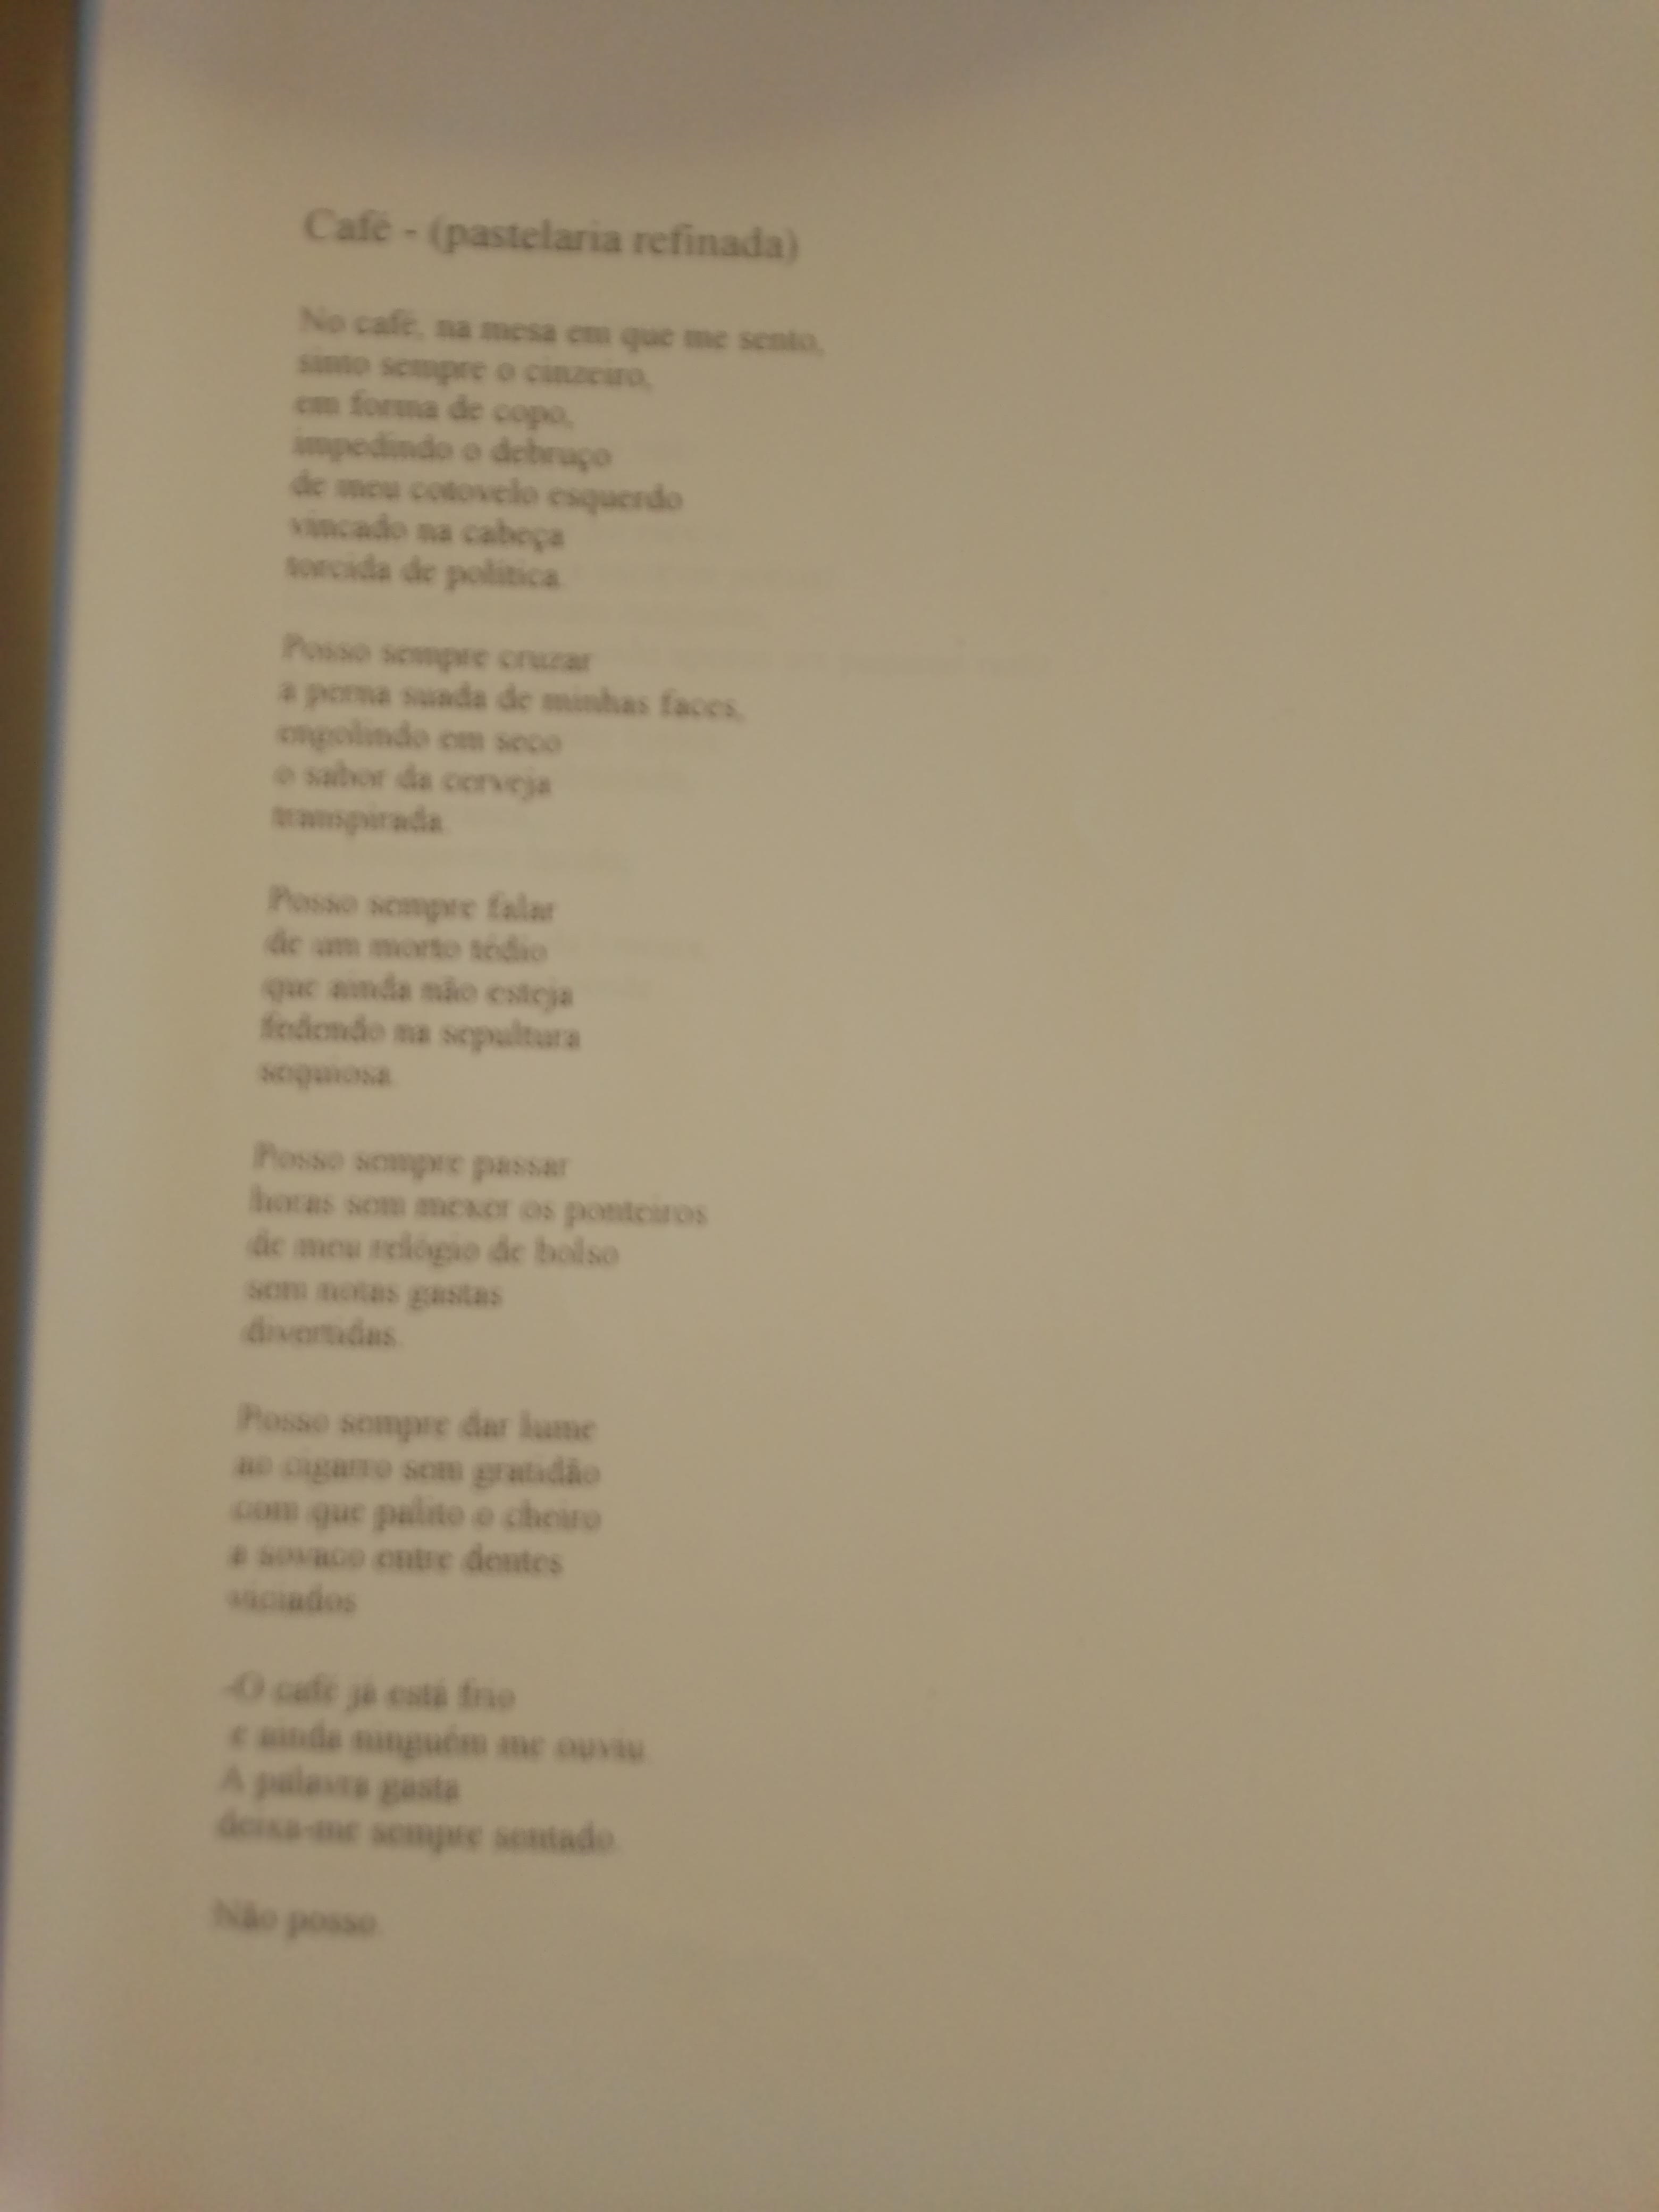 Café - (pastelaria refinada)
No café, na mesa em que me sento,
sinto sempre o cinzeiro,
em forma de copo,
impedindo o debruço
de meu cotovelo esquerdo
vincado na cabeça
torcida de política.
Posso sempre cruzar
a perna suada de minhas faces,
engolindo em seco
o sabor da cerveja
transpirada.
Posso sempre falar
de um morto tédio
que ainda não esteja
fedendo na sepultura
sequiosa.
Posso sempre passar
horas sem mexer os ponteiros
de meu relógio de bolso
sem notas gastas
divertidas.
Posso sempre dar lume
ao cigarro sem gratidão
com que palito o cheiro
a sovaco entre dentes
viciados
-O café já está frio
e ainda ninguém me ouviu.
A palavra gasta
deixa-me sempre sentado.
Não posso.